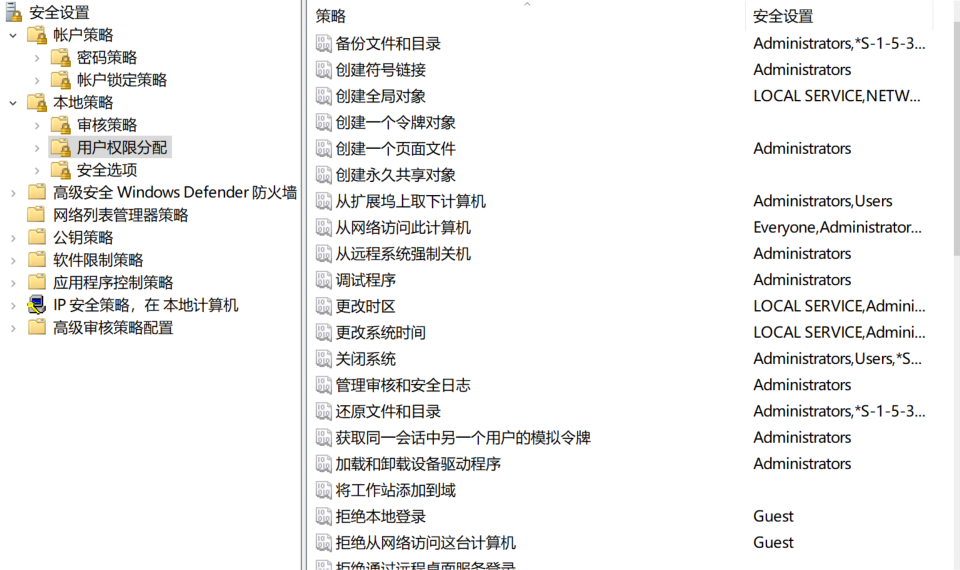 安全设置
帐户策略
密码策略
帐户锁定策略
本地策略
审核策略
用户权限分配
安全选项
高级安全 Windows Defender 防火墙
网络列表管理器策略
公钥策略
软件限制策略
应用程序控制策略
IP 安全策略，在 本地计算机
高级审核策略配置
策略 安全设置
备份文件和目录 Administrators,*S-1-5-3...
创建符号链接 Administrators
创建全局对象 LOCAL SERVICE,NETW...
创建一个令牌对象
创建一个页面文件 Administrators
创建永久共享对象
从扩展坞上取下计算机 Administrators,Users
从网络访问此计算机 Everyone,Administrator...
从远程系统强制关机 Administrators
调试程序 Administrators
更改时区 LOCAL SERVICE,Admini...
更改系统时间 LOCAL SERVICE,Admini...
关闭系统 Administrators,Users,*S...
管理审核和安全日志 Administrators
还原文件和目录 Administrators,*S-1-5-3...
获取同一会话中另一个用户的模拟令牌 Administrators
加载和卸载设备驱动程序 Administrators
将工作站添加到域
拒绝本地登录 Guest
拒绝从网络访问这台计算机 Guest
拒绝通过远程桌面服务登录